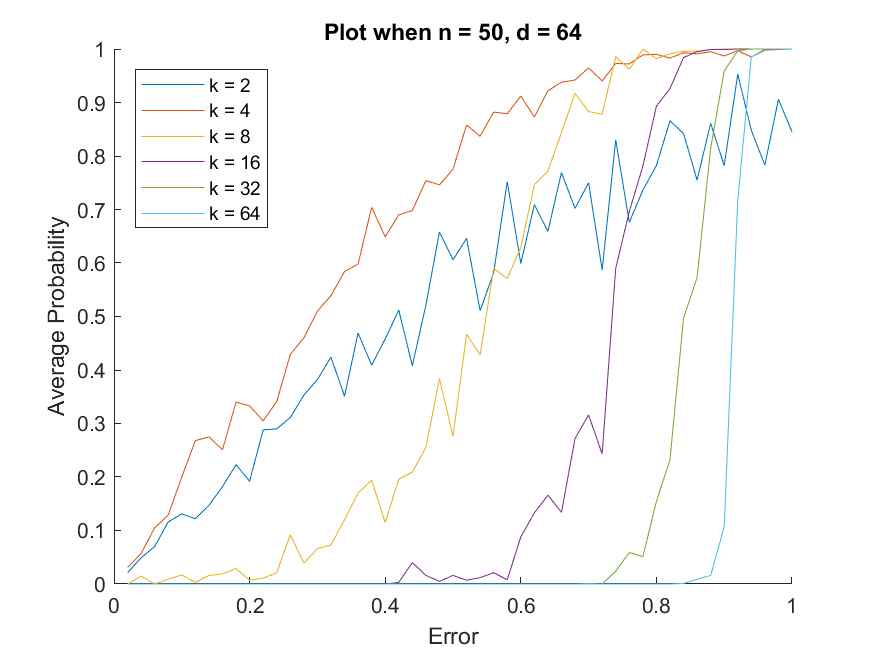 Plot when n = 50, d = 64
1
0.9
0.8
0.7
0.6
0.5
0.4
0.3
0.2
0.1
0
Average Probability
k = 2
k = 4
k = 8
k = 16
k = 32
k = 64
0 0.2 0.4 0.6 0.8 1
Error